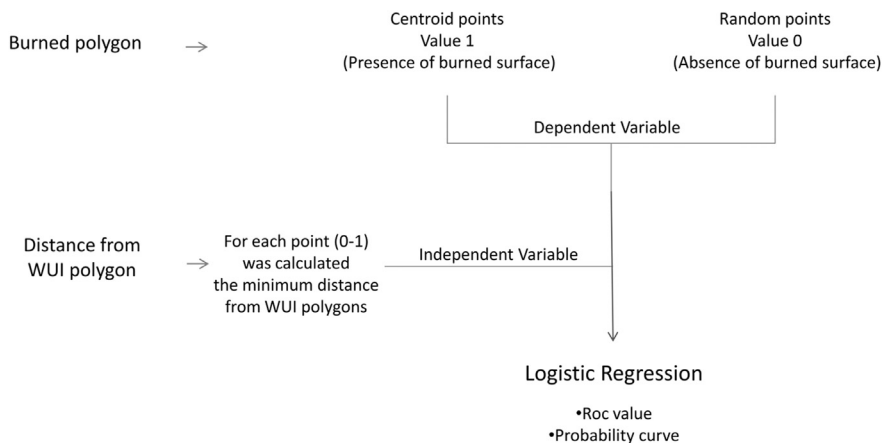 Burned polygon
Centroid points
Value 1
(Presence of burned surface)
Random points
Value 0
(Absence of burned surface)
Dependent Variable
Distance from
WUI polygon
For each point (0-1)
was calculated
the minimum distance
from WUI polygons
Independent Variable
Logistic Regression
•Roc value
•Probability curve